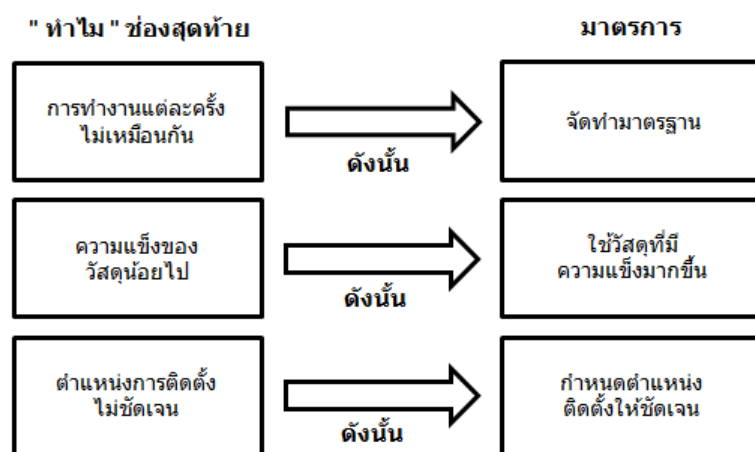 " ทำไม " ช่องสุดท้าย
มาตรการ
การทำงานแต่ละครั้ง
ไม่เหมือนกัน
ดังนั้น
จัดทำมาตรฐาน
ความแข็งของ
วัสดุน้อยไป
ดังนั้น
ใช้วัสดุที่มี
ความแข็งมากขึ้น
ตำแหน่งการติดตั้ง
ไม่ชัดเจน
ดังนั้น
กำหนดตำแหน่ง
ติดตั้งให้ชัดเจน